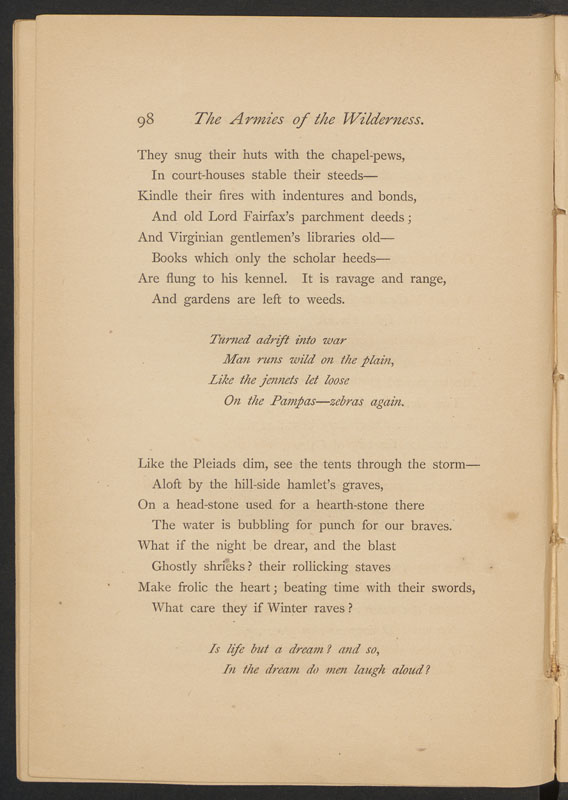 98 The Armies of the Wilderness.
They snug their huts with the chapel-pews,
In court-houses stable their steeds—
Kindle their fires with indentures and bonds,
And old Lord Fairfax's parchment deeds;
And Virginian gentlemen's libraries old—
Books which only the scholar heeds—
Are flung to his kennel. It is ravage and range,
And gardens are left to weeds.
Turned adrift into war
Man runs wild on the plain,
Like the jennets let loose
On the Pampas—zebras again.
Like the Pleiads dim, see the tents through the storm—
Aloft by the hill-side hamlet's graves,
On a head-stone used for a hearth-stone there
The water is bubbling for punch for our braves.
What if the night be drear, and the blast
Ghostly shrieks? their rollicking staves
Make frolic the heart; beating time with their swords,
What care they if Winter raves?
Is life but a dream? and so,
In the dream do men laugh aloud?